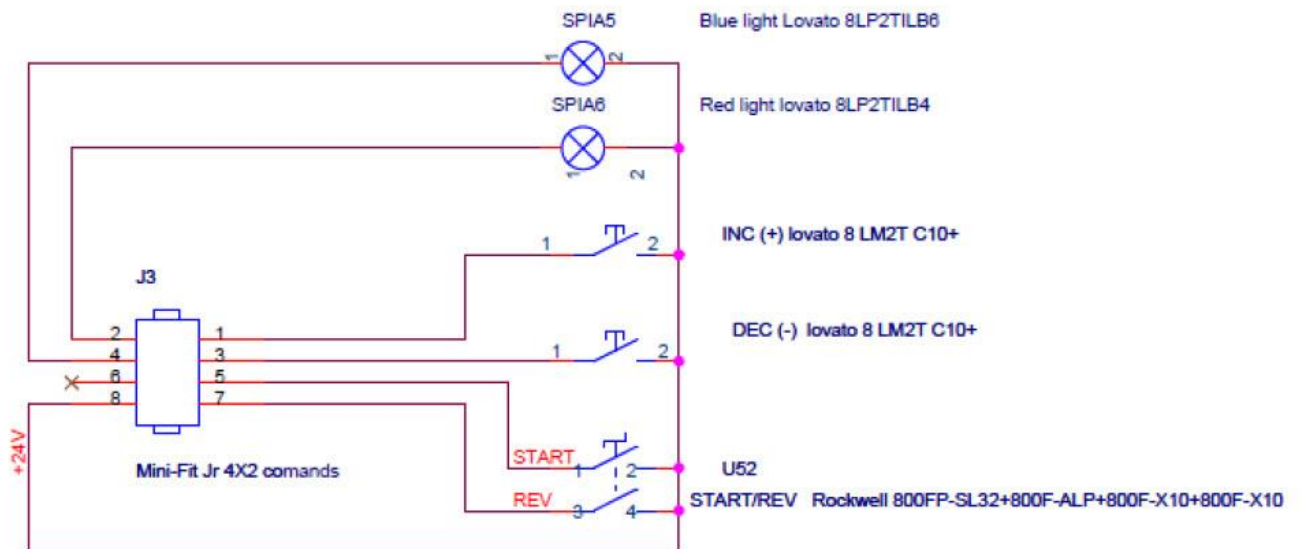 SPIA5 Blue light Lovato 8LP2TILB6
1 2
SPIA6 Red light lovato 8LP2TILB4
1 2
INC (+) lovato 8 LM2T C10+
1 2
J3
DEC (-) lovato 8 LM2T C10+
2 1
4 3 1 2
6 5
8 7
+24V
Mini-Fit Jr 4X2 comands
START 1 2 U52
REV 3 4 START/REV Rockwell 800FP-SL32+800F-ALP+800F-X10+800F-X10